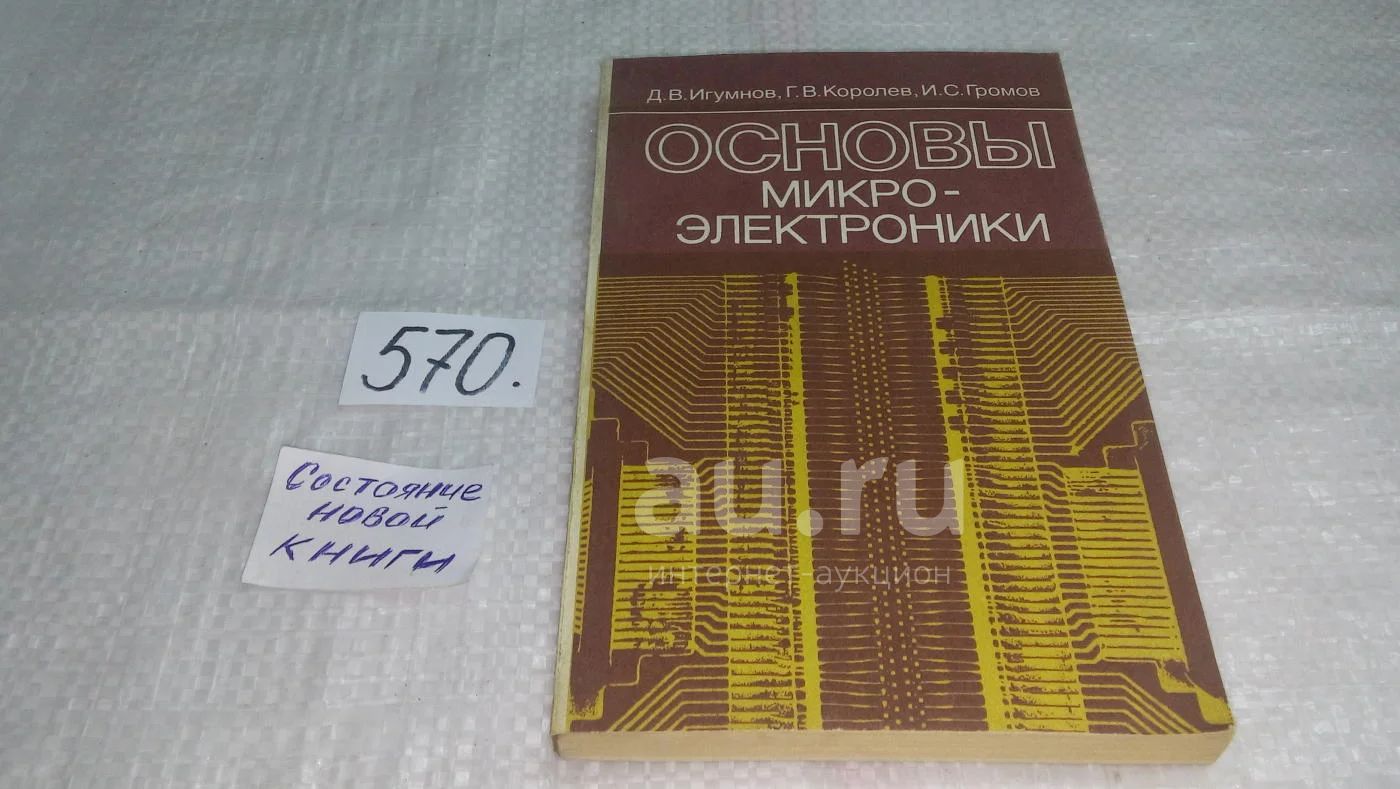 Д.В.Игумнов, Г.В.Королев, И.С.Громов
ОСНОВЫ
МИКРО-
ЭЛЕКТРОНИКИ
570.
Состояние
новой
книги
au.ru
интернет-аукцион